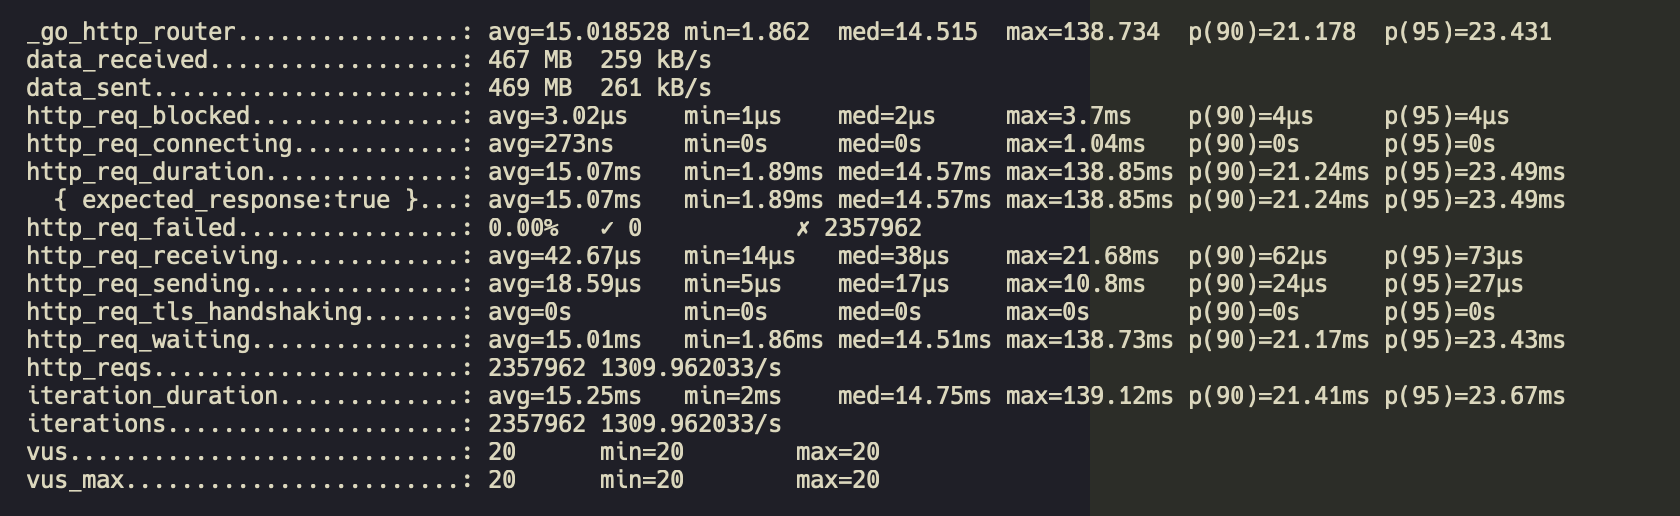 _go_http_router................: avg=15.018528 min=1.862  med=14.515  max=138.734  p(90)=21.178  p(95)=23.431
data_received..................: 467 MB  259 kB/s
data_sent......................: 469 MB  261 kB/s
http_req_blocked...............: avg=3.02µs    min=1µs    med=2µs     max=3.7ms    p(90)=4µs     p(95)=4µs
http_req_connecting............: avg=273ns     min=0s     med=0s      max=1.04ms   p(90)=0s      p(95)=0s
http_req_duration..............: avg=15.07ms   min=1.89ms med=14.57ms max=138.85ms p(90)=21.24ms p(95)=23.49ms
  { expected_response:true }...: avg=15.07ms   min=1.89ms med=14.57ms max=138.85ms p(90)=21.24ms p(95)=23.49ms
http_req_failed................: 0.00%   ✓ 0           ✗ 2357962
http_req_receiving.............: avg=42.67µs   min=14µs   med=38µs    max=21.68ms  p(90)=62µs    p(95)=73µs
http_req_sending...............: avg=18.59µs   min=5µs    med=17µs    max=10.8ms   p(90)=24µs    p(95)=27µs
http_req_tls_handshaking.......: avg=0s        min=0s     med=0s      max=0s       p(90)=0s      p(95)=0s
http_req_waiting...............: avg=15.01ms   min=1.86ms med=14.51ms max=138.73ms p(90)=21.17ms p(95)=23.43ms
http_reqs......................: 2357962 1309.962033/s
iteration_duration.............: avg=15.25ms   min=2ms    med=14.75ms max=139.12ms p(90)=21.41ms p(95)=23.67ms
iterations.....................: 2357962 1309.962033/s
vus............................: 20      min=20        max=20
vus_max........................: 20      min=20        max=20